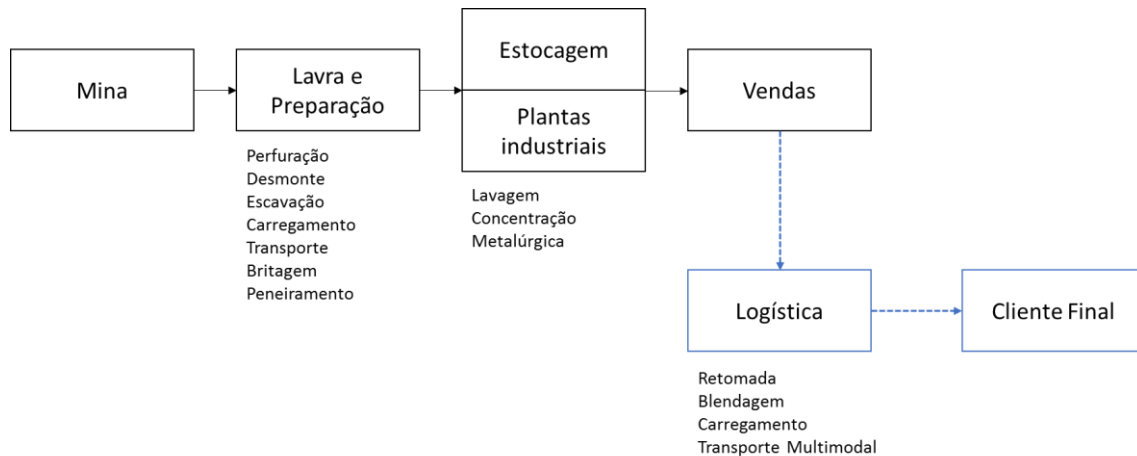 Mina
Lavra e
Preparação
Perfuração
Desmonte
Escavação
Carregamento
Transporte
Britagem
Peneiramento
Estocagem
Plantas
industriais
Lavagem
Concentração
Metalúrgica
Vendas
Logística
Retomada
Blendagem
Carregamento
Transporte Multimodal
Cliente Final